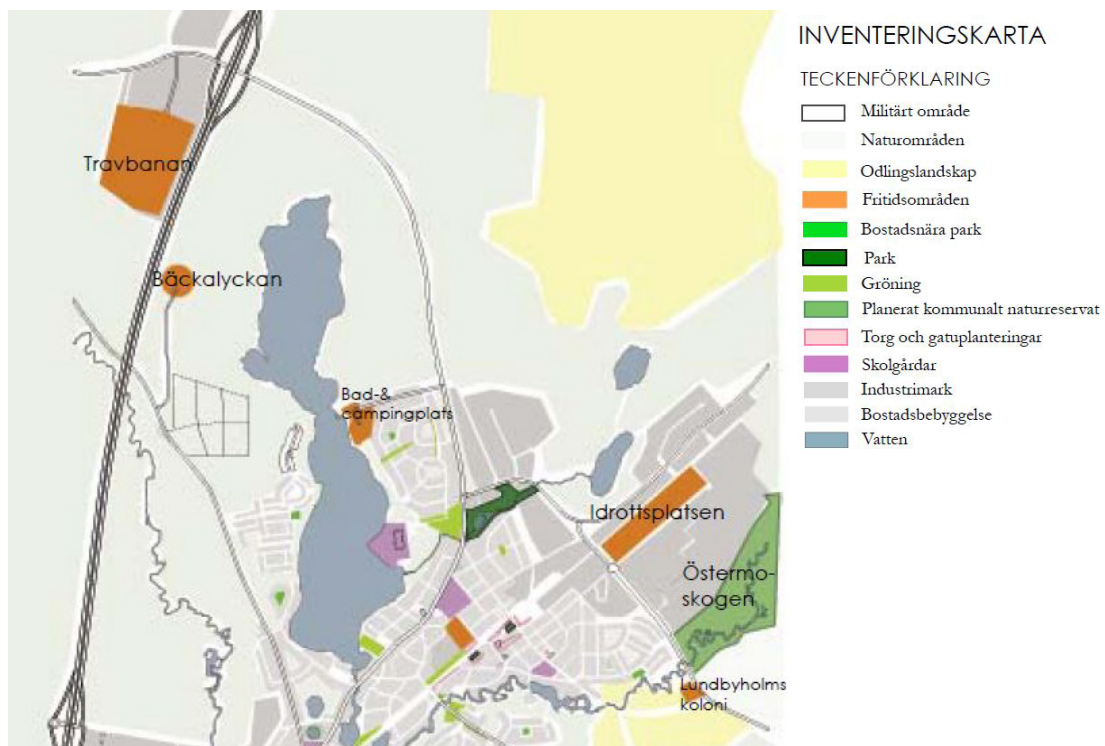 INVENTERINGSKARTA
TECKENFÖRKLARING
Militärt område
Naturområden
Odlingslandskap
Fritidsområden
Bostadsnära park
Park
Gröning
Planerat kommunalt naturreservat
Torg och gatuplanteringar
Skolgårdar
Industrimark
Bostadsbebyggelse
Vatten
Travbanan
Bäckalyckan
Bad-&
campingplats
Idrottsplatsen
Östermo-
skogen
Lundbyholms
koloni